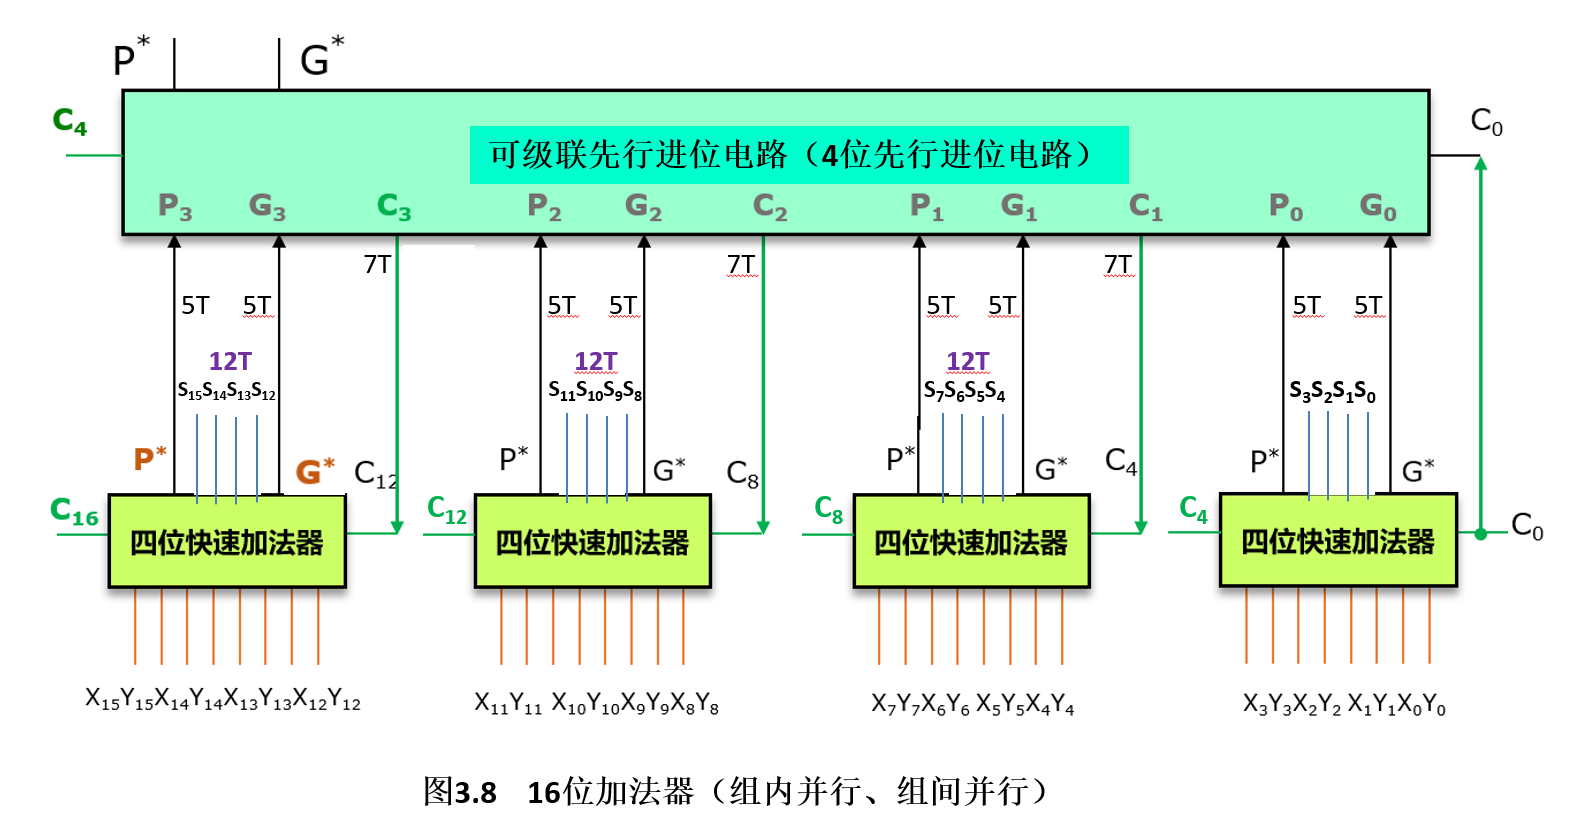 P* G*
C₄ C₀
可级联先行进位电路（4位先行进位电路）
P₃ G₃ C₃ P₂ G₂ C₂ P₁ G₁ C₁ P₀ G₀
7T 7T 7T
5T 5T 5T 5T 5T 5T 5T 5T
12T 12T 12T
S₁₅S₁₄S₁₃S₁₂ S₁₁S₁₀S₉S₈ S₇S₆S₅S₄ S₃S₂S₁S₀
P* G* C₁₂ P* G* C₈ P* G* C₄ P* G*
C₁₆ C₁₂ C₈ C₄ C₀
四位快速加法器 四位快速加法器 四位快速加法器 四位快速加法器
X₁₅Y₁₅X₁₄Y₁₄X₁₃Y₁₃X₁₂Y₁₂ X₁₁Y₁₁ X₁₀Y₁₀X₉Y₉X₈Y₈ X₇Y₇X₆Y₆ X₅Y₅X₄Y₄ X₃Y₃X₂Y₂ X₁Y₁X₀Y₀
图3.8 16位加法器（组内并行、组间并行）